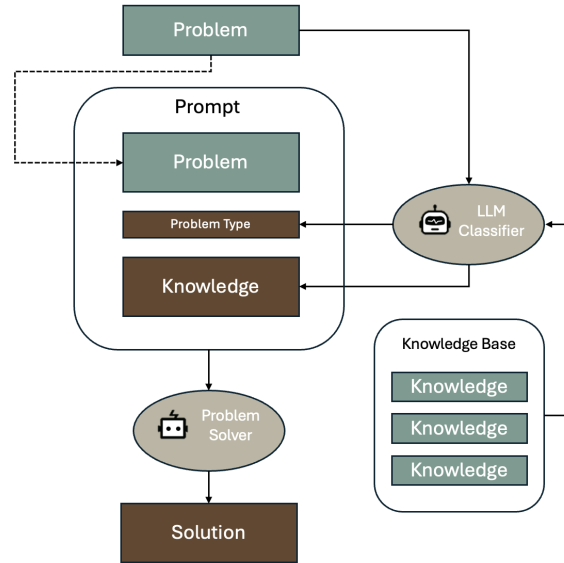 Problem
Prompt
Problem
LLM
Classifier
Problem Type
Knowledge
Knowledge Base
Knowledge
Knowledge
Knowledge
Problem
Solver
Solution